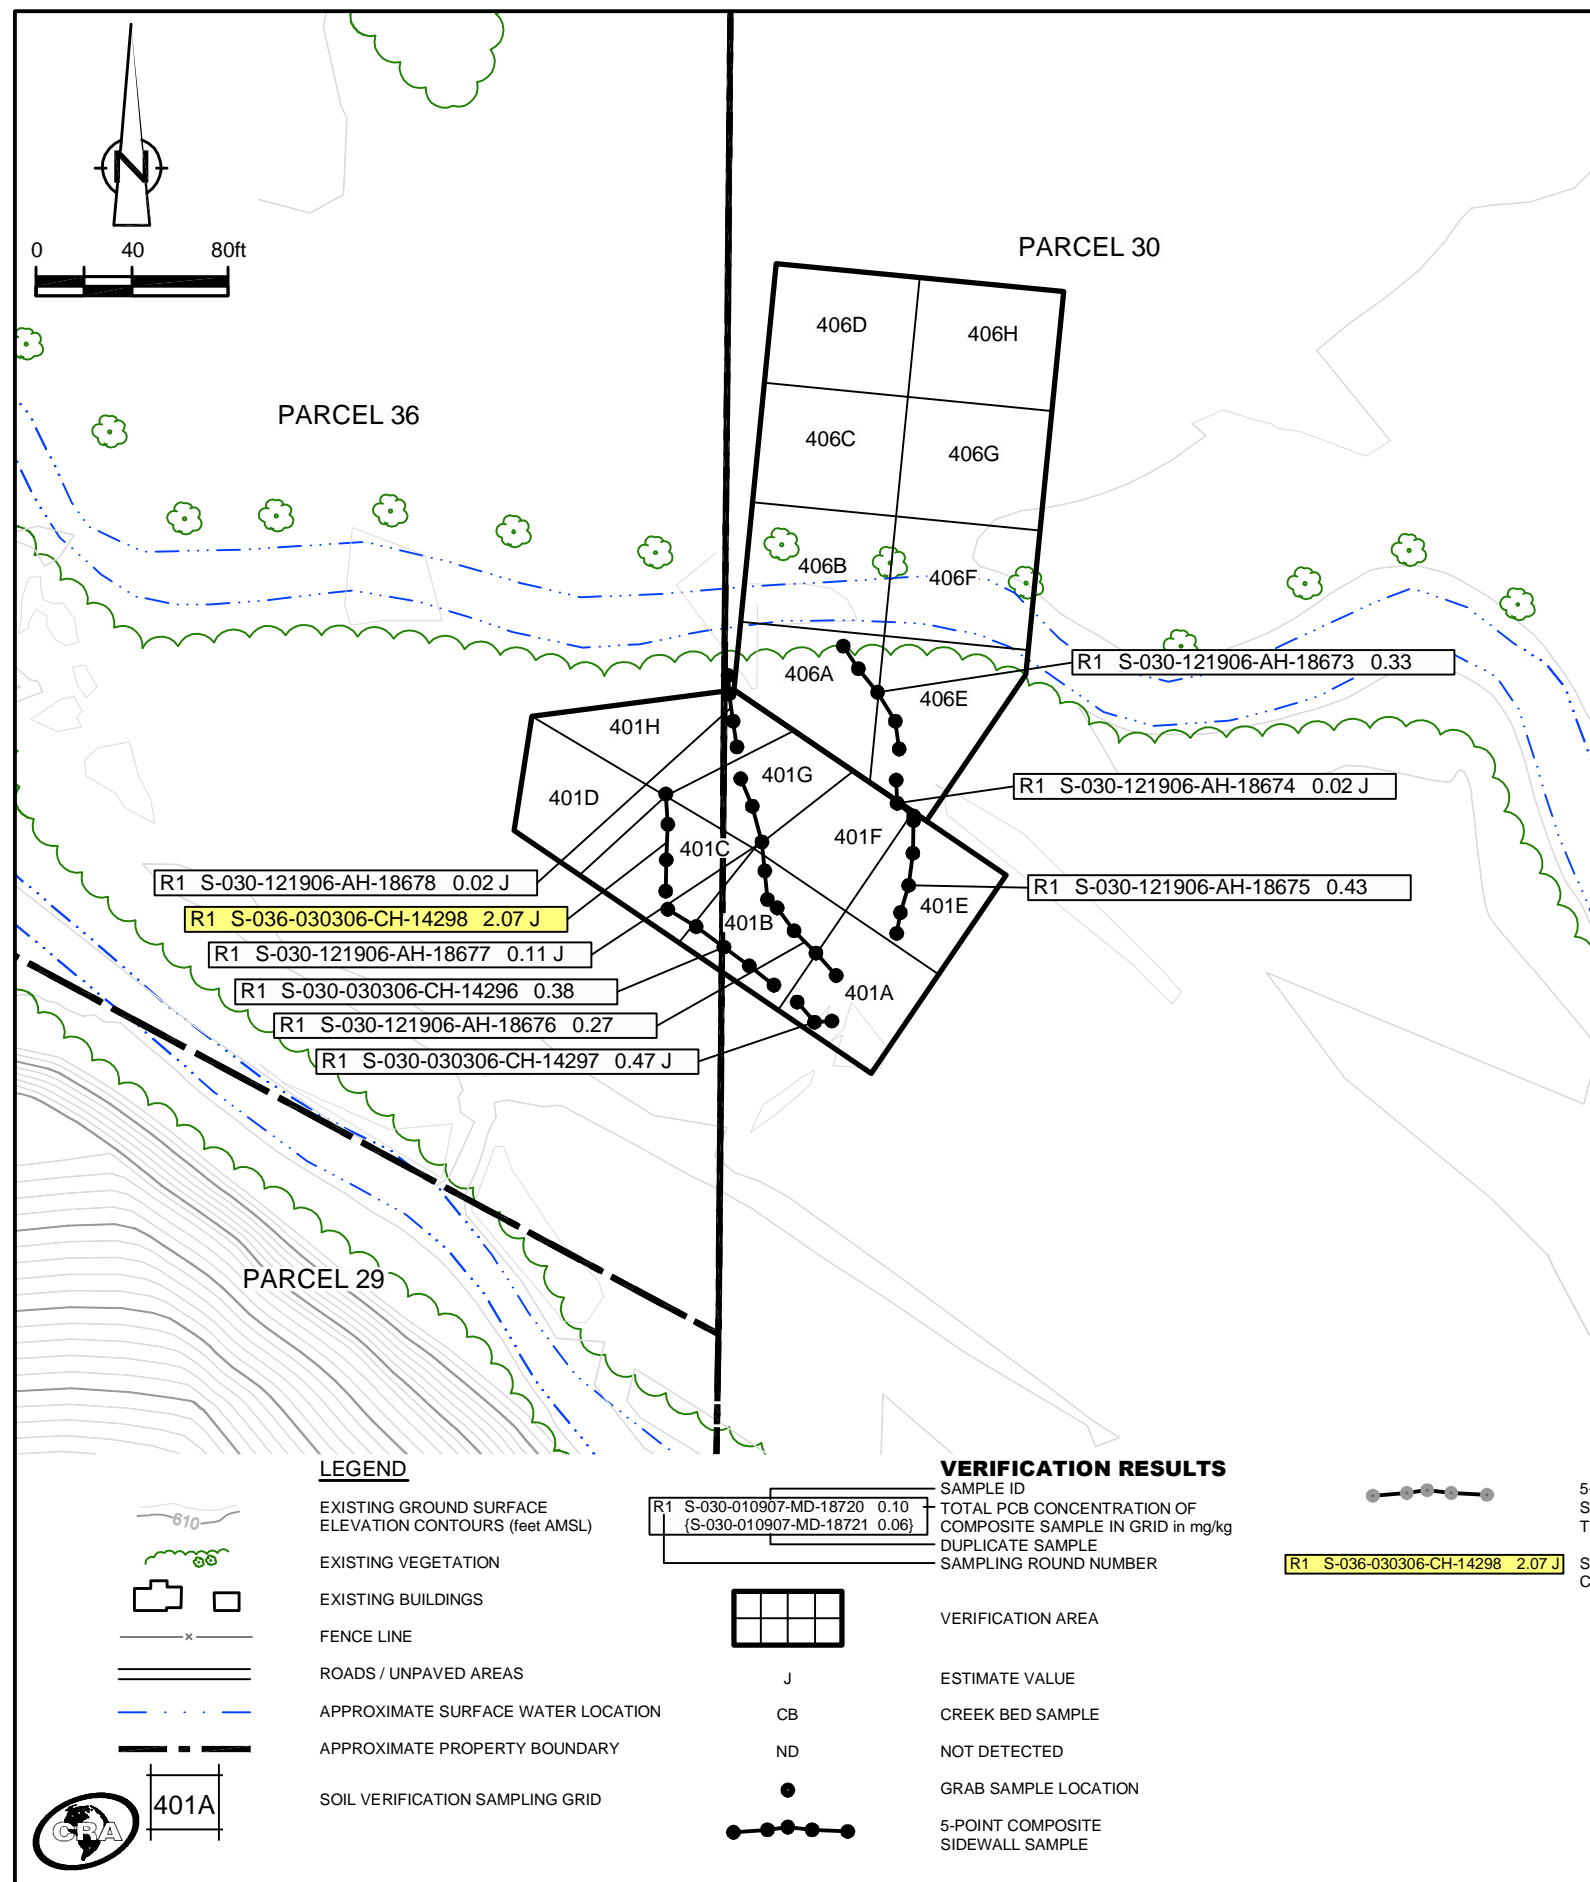 N
0 40 80ft
PARCEL 30
PARCEL 36
406D
406H
406C
406G
406B
406F
406A
406E
R1 S-030-121906-AH-18673 0.33
401H
401G
401D
R1 S-030-121906-AH-18674 0.02 J
401F
401C
R1 S-030-121906-AH-18678 0.02 J
R1 S-030-121906-AH-18675 0.43
401E
R1 S-036-030306-CH-14298 2.07 J
401B
R1 S-030-121906-AH-18677 0.11 J
R1 S-030-030306-CH-14296 0.38
401A
R1 S-030-121906-AH-18676 0.27
R1 S-030-030306-CH-14297 0.47 J
PARCEL 29
LEGEND
610
EXISTING GROUND SURFACE
ELEVATION CONTOURS (feet AMSL)
EXISTING VEGETATION
EXISTING BUILDINGS
x
FENCE LINE
ROADS / UNPAVED AREAS
APPROXIMATE SURFACE WATER LOCATION
APPROXIMATE PROPERTY BOUNDARY
401A
SOIL VERIFICATION SAMPLING GRID
CRA
VERIFICATION RESULTS
R1 S-030-010907-MD-18720 0.10
{S-030-010907-MD-18721 0.06}
SAMPLE ID
TOTAL PCB CONCENTRATION OF
COMPOSITE SAMPLE IN GRID in mg/kg
DUPLICATE SAMPLE
SAMPLING ROUND NUMBER
VERIFICATION AREA
J ESTIMATE VALUE
CB CREEK BED SAMPLE
ND NOT DETECTED
GRAB SAMPLE LOCATION
5-POINT COMPOSITE
SIDEWALL SAMPLE
5-
S
T
R1 S-036-030306-CH-14298 2.07 J
S
C